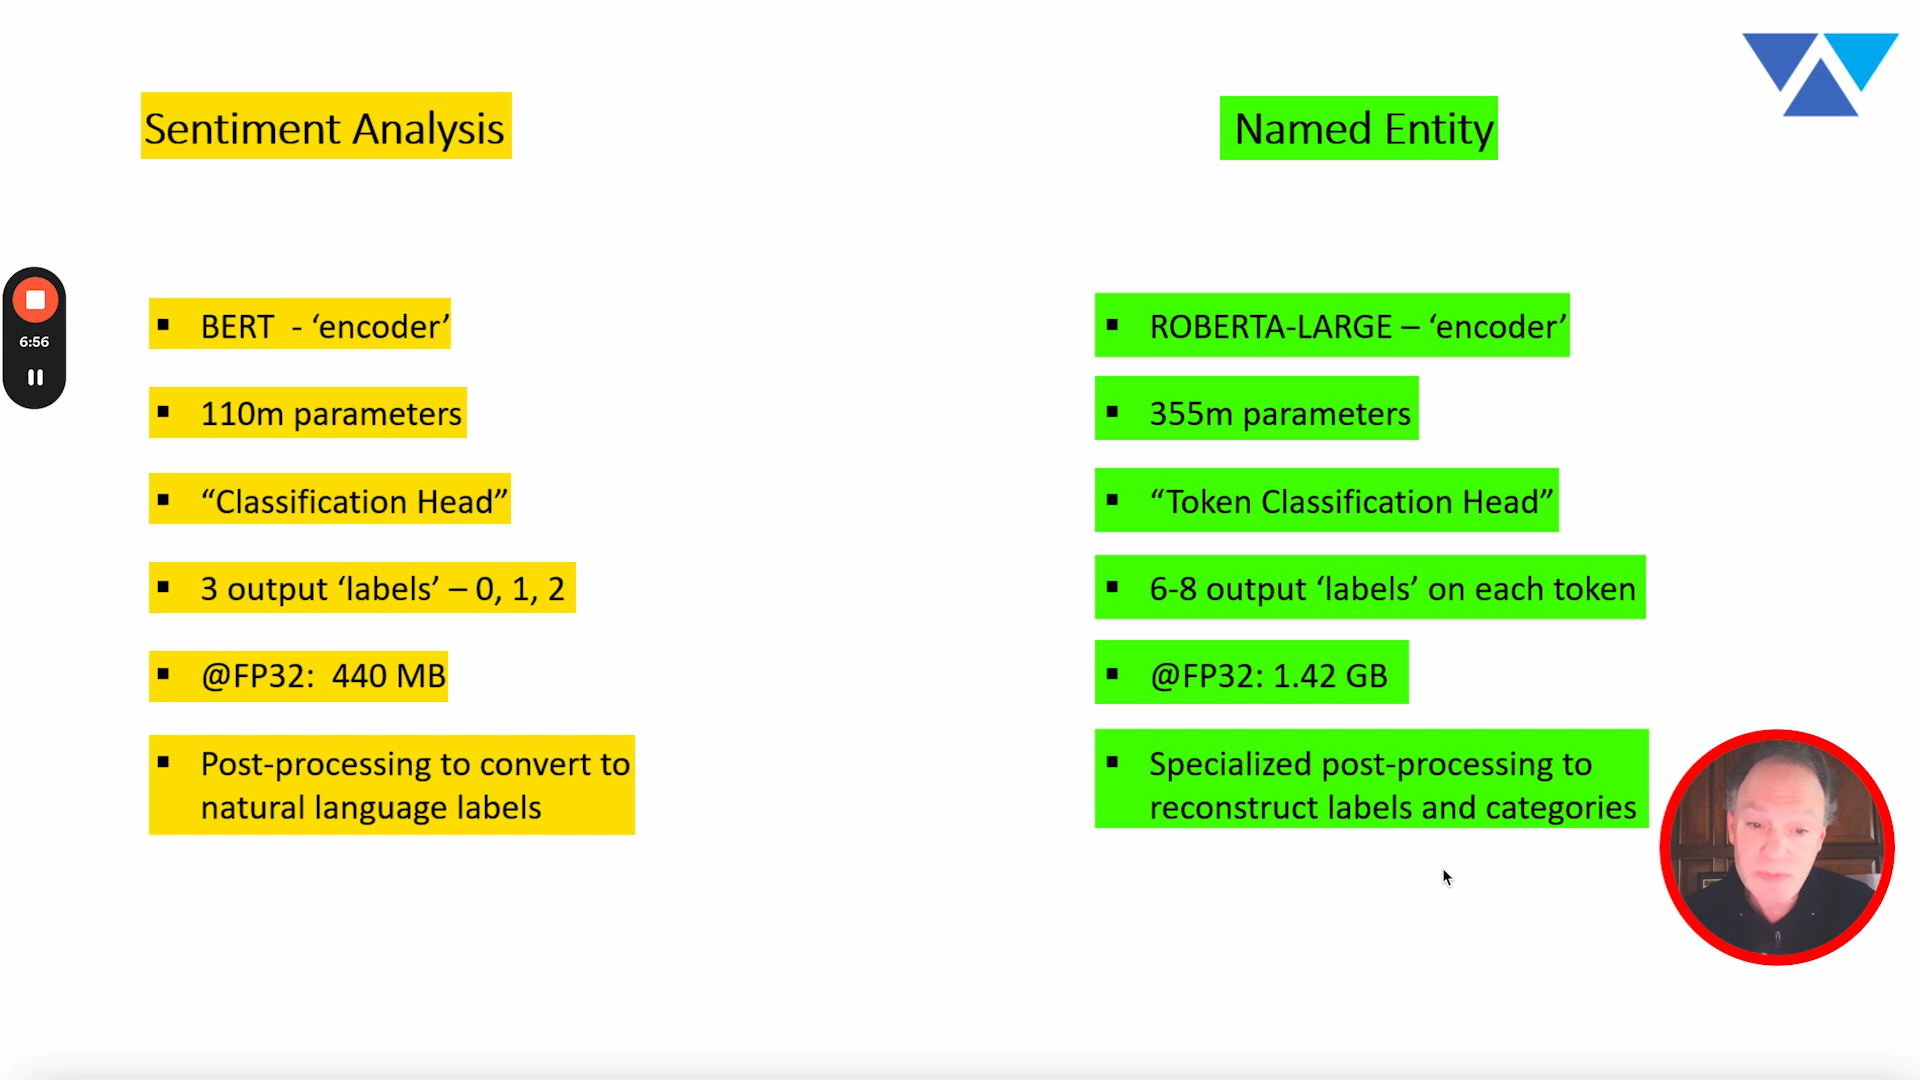 Sentiment Analysis
Named Entity
6:56
▪ BERT - ‘encoder’
▪ 110m parameters
▪ “Classification Head”
▪ 3 output ‘labels’ – 0, 1, 2
▪ @FP32: 440 MB
▪ Post-processing to convert to
natural language labels
▪ ROBERTA-LARGE – ‘encoder’
▪ 355m parameters
▪ “Token Classification Head”
▪ 6-8 output ‘labels’ on each token
▪ @FP32: 1.42 GB
▪ Specialized post-processing to
reconstruct labels and categories